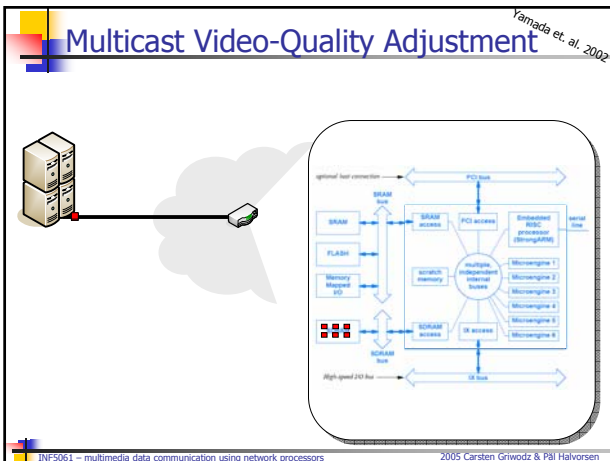 Multicast Video-Quality Adjustment
Yamada et. al. 2002
optional host connection
PCI bus
SRAM
bus
SRAM
FLASH
Memory
Mapped
I/O
SDRAM
bus
High speed I/O bus
SRAM
access
PCI access
Embedded
RISC
processor
(StrongARM)
serial
line
scratch
memory
multiple,
independent
internal
buses
Microengine 1
Microengine 2
Microengine 3
Microengine 4
Microengine 5
Microengine 6
SDRAM
access
IX access
IX bus
INF5061 – multimedia data communication using network processors
2005 Carsten Griwodz & Pål Halvorsen